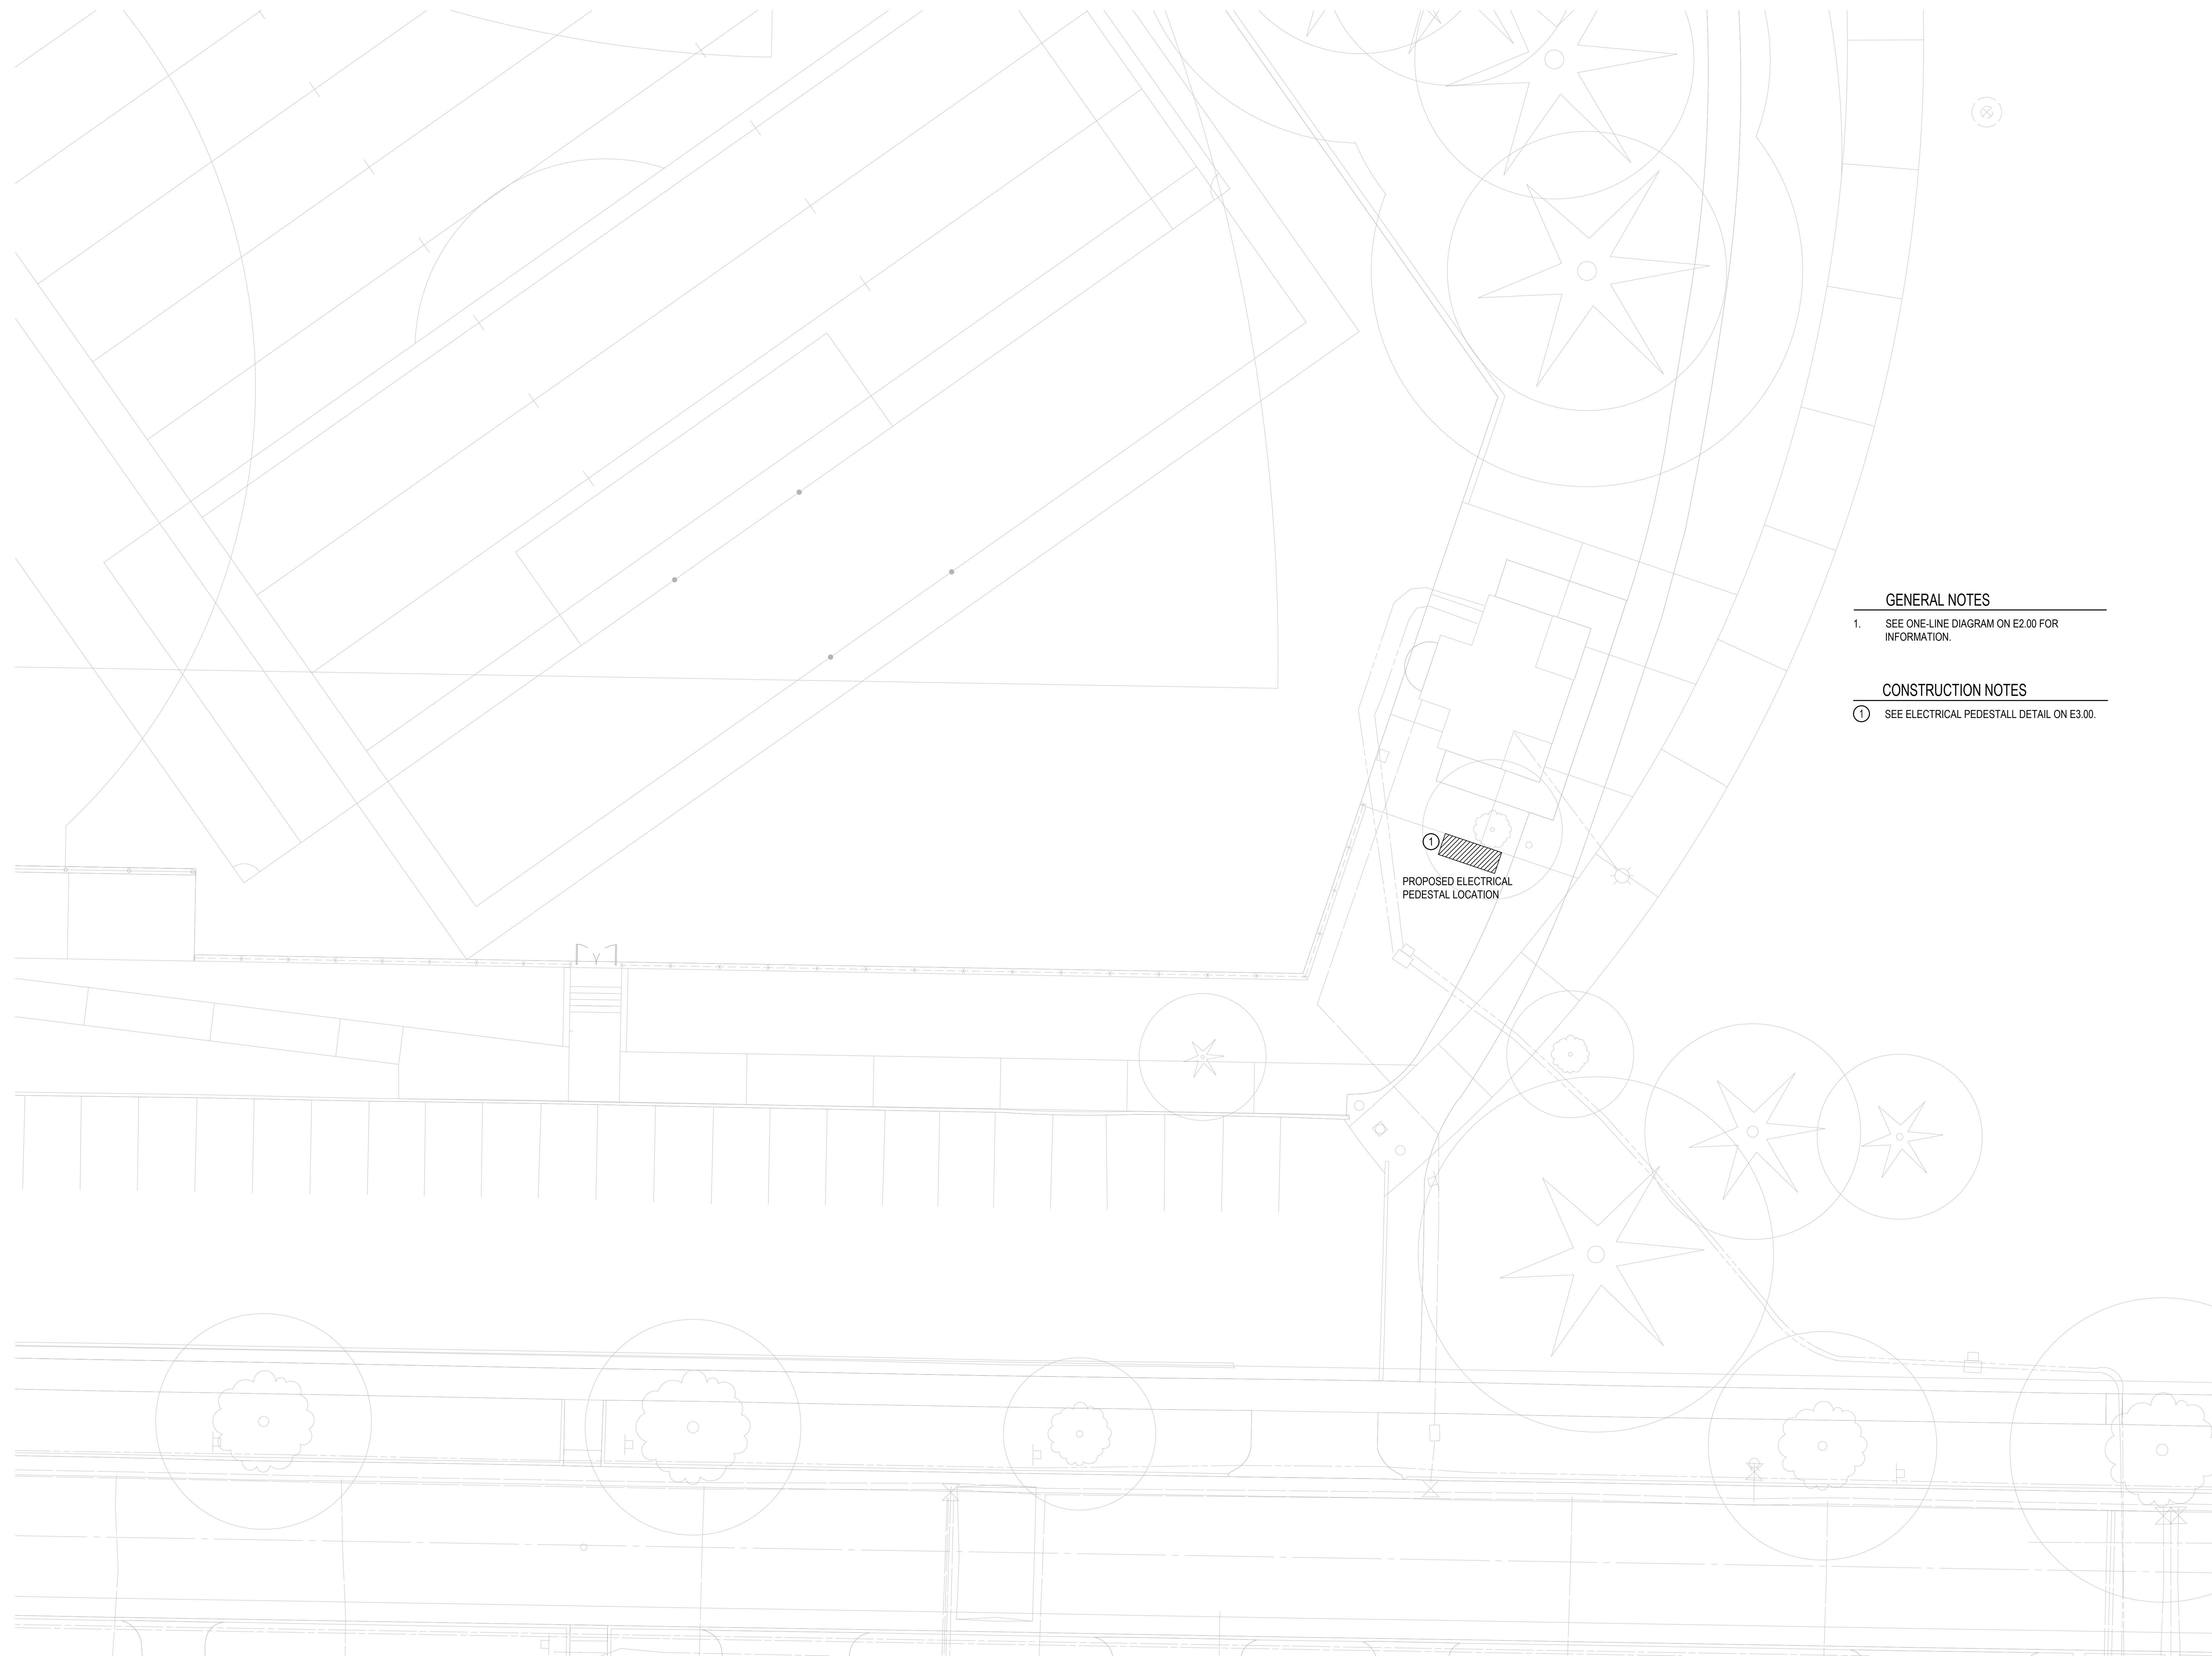 GENERAL NOTES
1. SEE ONE-LINE DIAGRAM ON E2.00 FOR
INFORMATION.
CONSTRUCTION NOTES
1 SEE ELECTRICAL PEDESTALL DETAIL ON E3.00.
1
PROPOSED ELECTRICAL
PEDESTAL LOCATION